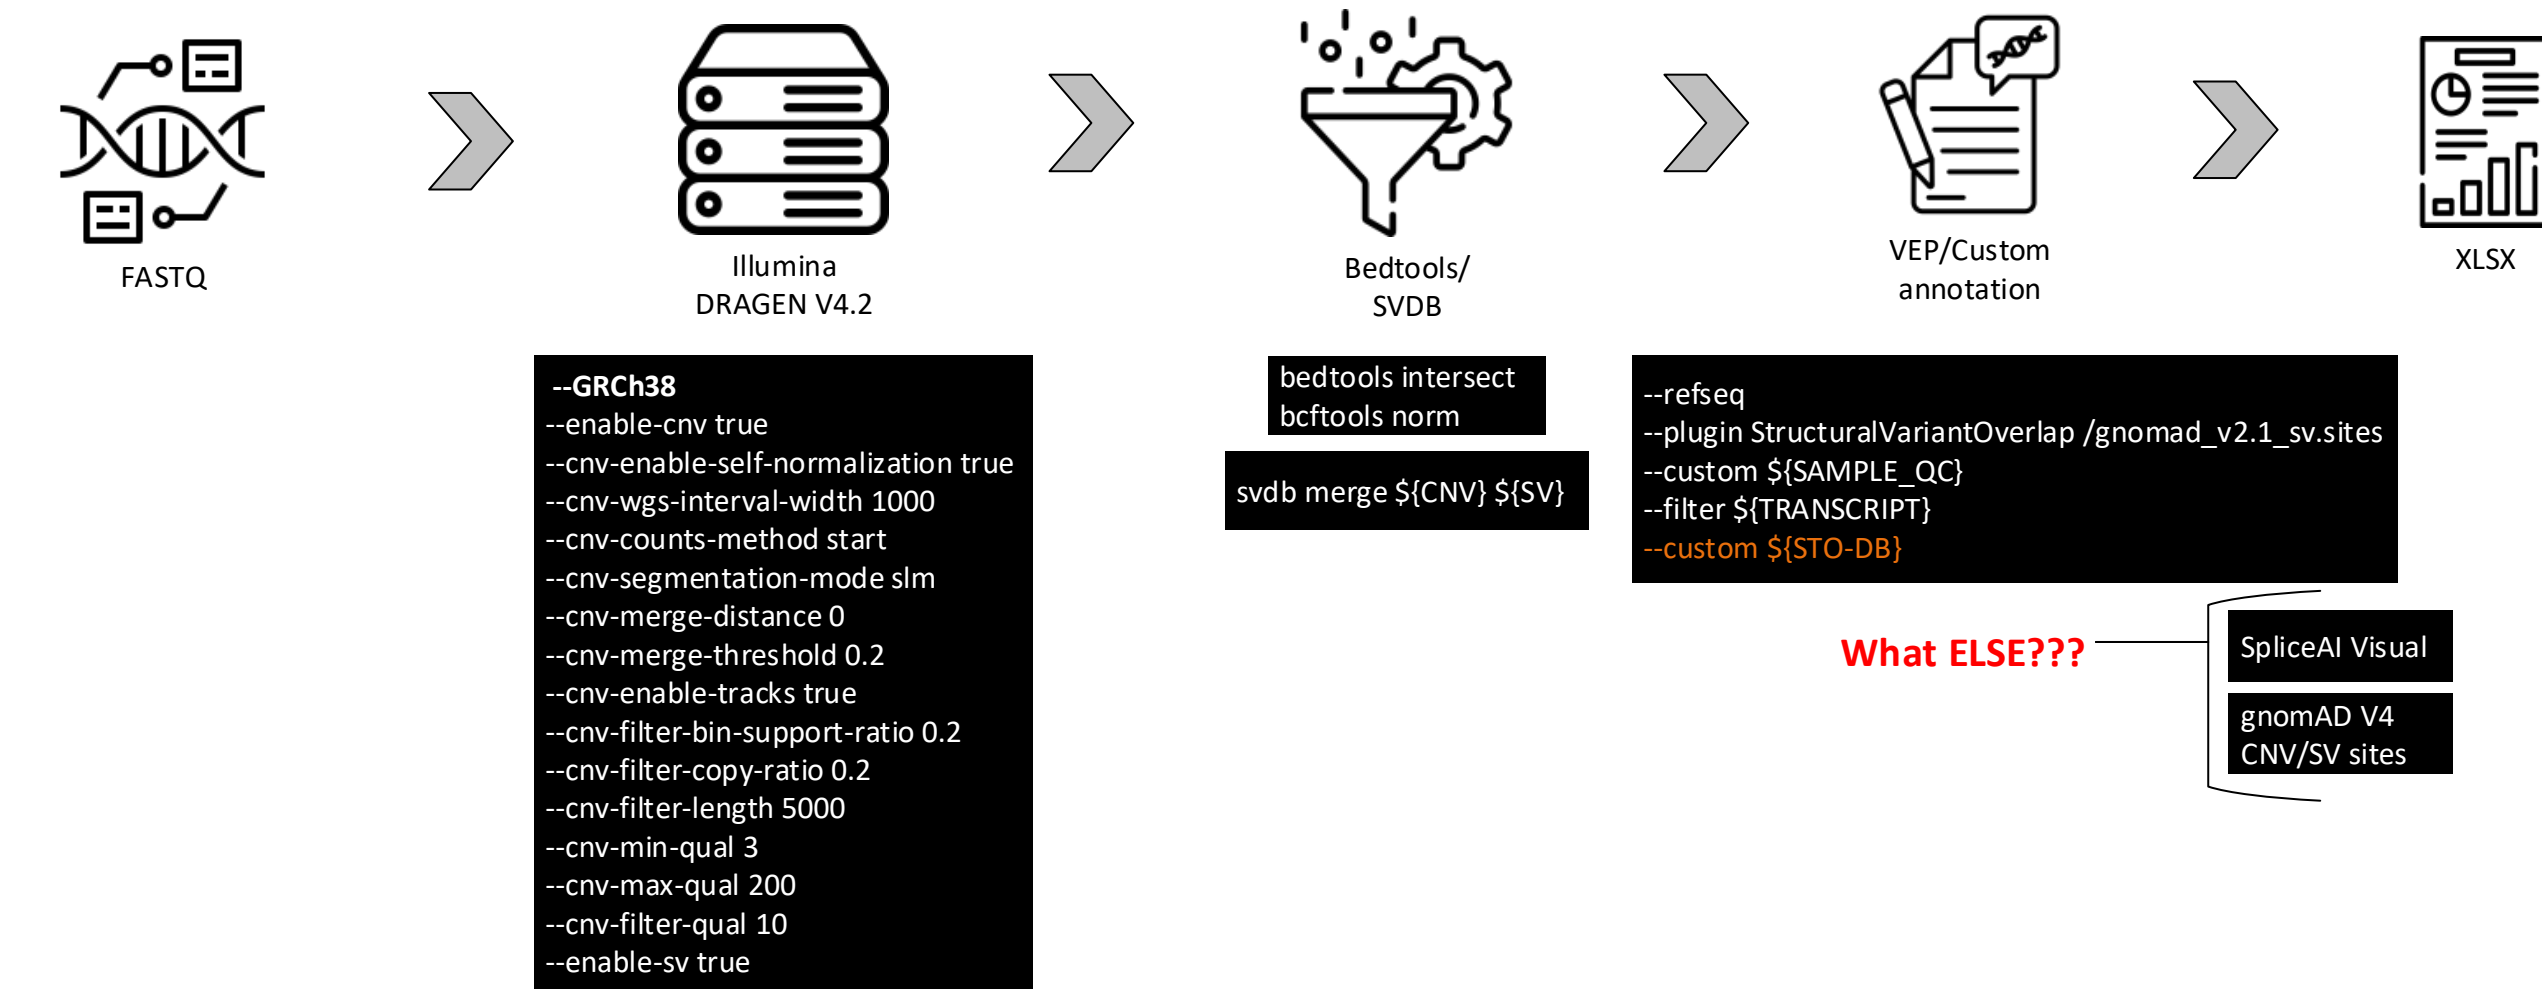 FASTQ
Illumina
DRAGEN V4.2
Bedtools/
SVDB
VEP/Custom
annotation
XLSX
--GRCh38
--enable-cnv true
--cnv-enable-self-normalization true
--cnv-wgs-interval-width 1000
--cnv-counts-method start
--cnv-segmentation-mode slm
--cnv-merge-distance 0
--cnv-merge-threshold 0.2
--cnv-enable-tracks true
--cnv-filter-bin-support-ratio 0.2
--cnv-filter-copy-ratio 0.2
--cnv-filter-length 5000
--cnv-min-qual 3
--cnv-max-qual 200
--cnv-filter-qual 10
--enable-sv true
bedtools intersect
bcftools norm
svdb merge ${CNV} ${SV}
--refseq
--plugin StructuralVariantOverlap /gnomad_v2.1_sv.sites
--custom ${SAMPLE_QC}
--filter ${TRANSCRIPT}
--custom ${STO-DB}
What ELSE???
SpliceAI Visual
gnomAD V4
CNV/SV sites